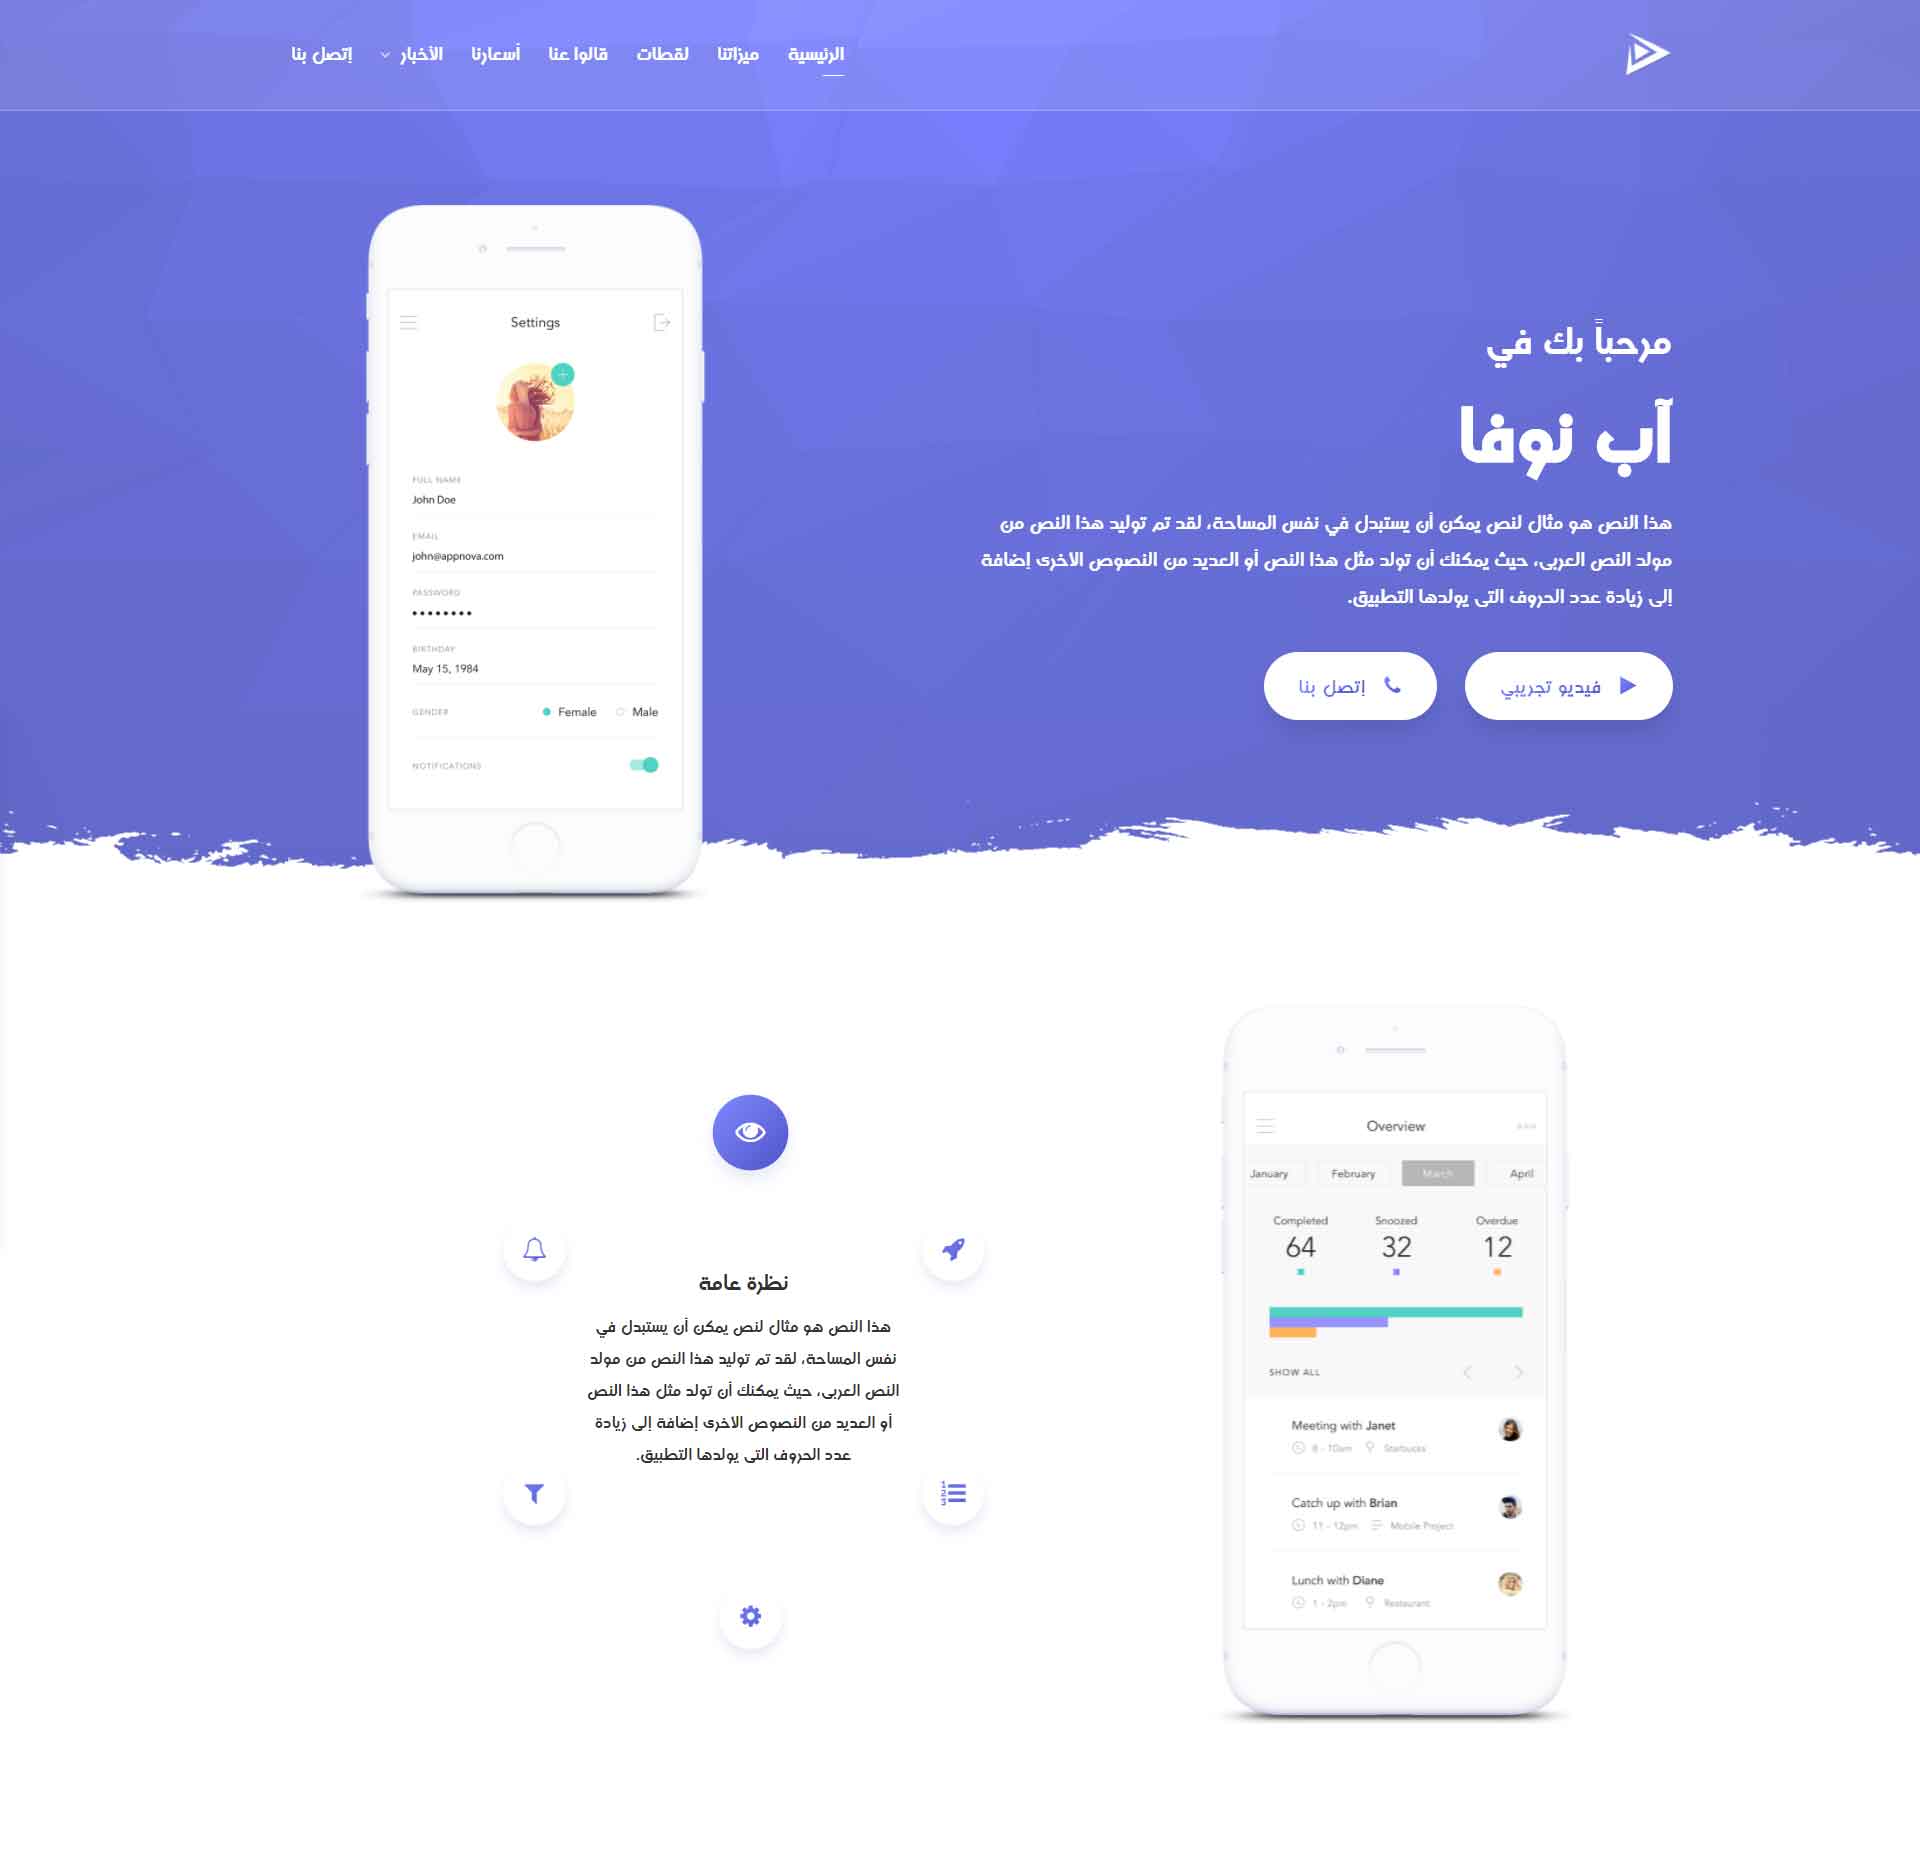 الرئيسية ميزاتنا لقطات قالوا عنا أسعارنا الأخبار إتصل بنا
مرحباً بك في
آب نوفا
هذا النص هو مثال لنص يمكن أن يستبدل في نفس المساحة، لقد تم توليد هذا النص من
مولد النص العربى، حيث يمكنك أن تولد مثل هذا النص أو العديد من النصوص الاخرى إضافة
إلى زيادة عدد الحروف التى يولدها التطبيق.
فيديو تجريبي
إتصل بنا
Settings
FULL NAME
John Doe
EMAIL
john@appnova.com
PASSWORD
••••••••
BIRTHDAY
May 15, 1984
GENDER Female Male
NOTIFICATIONS
Overview
January February March April
Completed Snoozed Overdue
64 32 12
SHOW ALL
Meeting with Janet
8 - 10am Starbucks
Catch up with Brian
11 - 12pm Mobile Project
Lunch with Diane
1 - 2pm Restaurant
نظرة عامة
هذا النص هو مثال لنص يمكن أن يستبدل في
نفس المساحة، لقد تم توليد هذا النص من مولد
النص العربى، حيث يمكنك أن تولد مثل هذا النص
أو العديد من النصوص الاخرى إضافة إلى زيادة
عدد الحروف التى يولدها التطبيق.